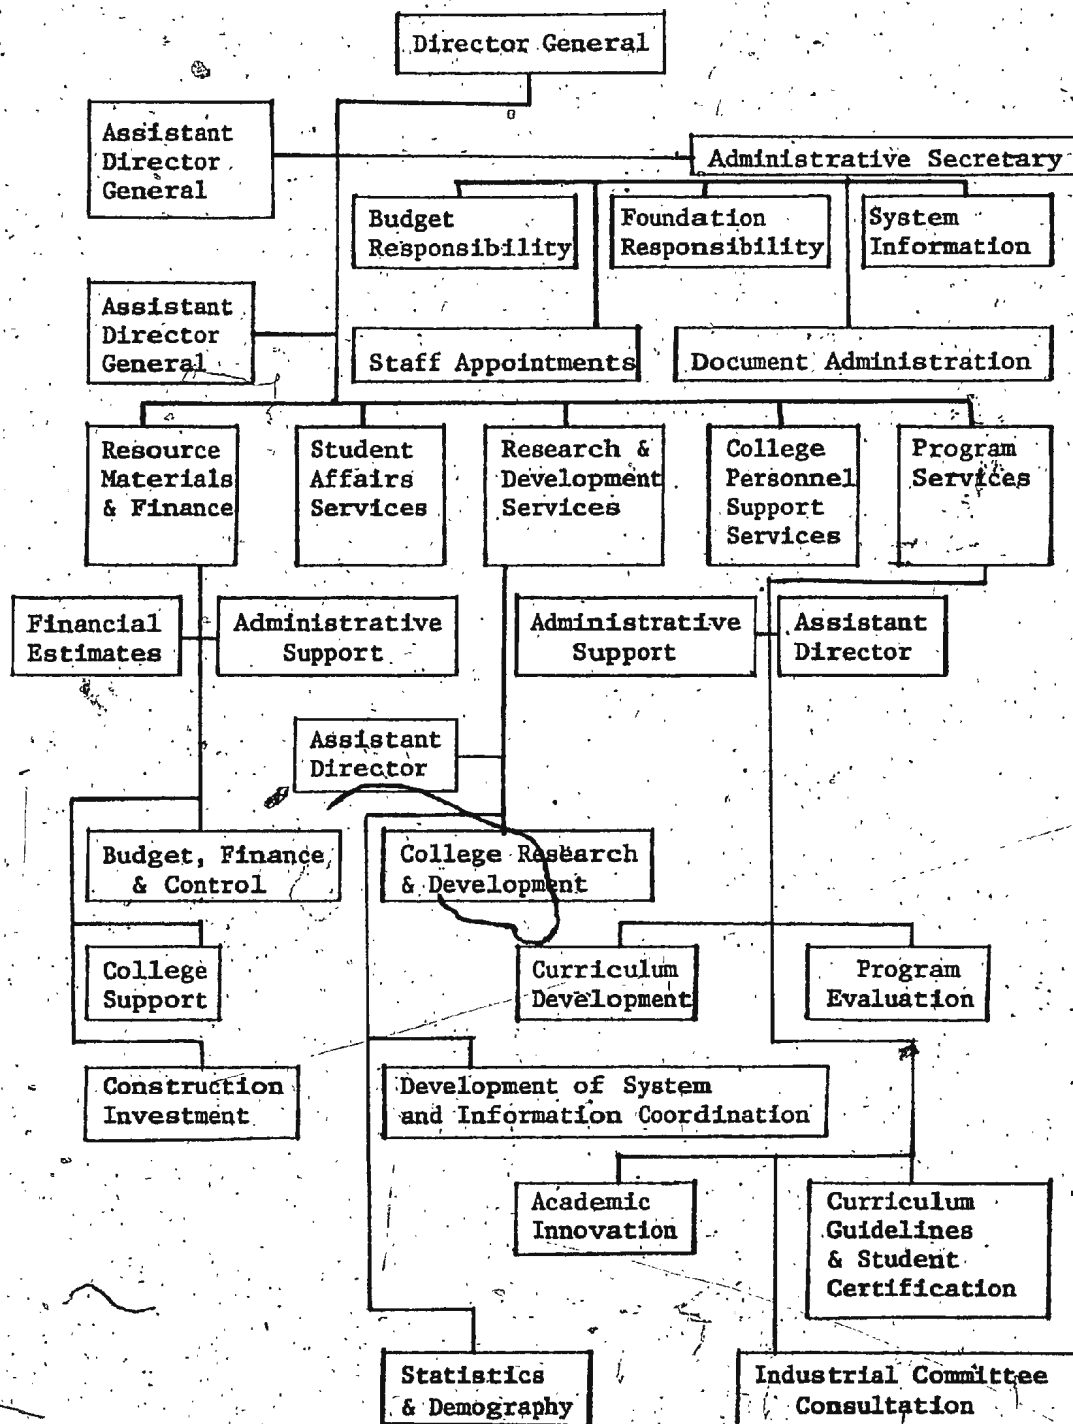 Director General
Assistant
Director
General
Administrative Secretary
Budget
Responsibility
Foundation
Responsibility
System
Information
Assistant
Director
General
Staff Appointments
Document Administration
Resource
Materials
& Finance
Student
Affairs
Services
Research &
Development
Services
College
Personnel
Support
Services
Program
Services
Financial
Estimates
Administrative
Support
Administrative
Support
Assistant
Director
Assistant
Director
Budget, Finance
& Control
College Research
& Development
College
Support
Curriculum
Development
Program
Evaluation
Construction
Investment
Development of System
and Information Coordination
Academic
Innovation
Curriculum
Guidelines
& Student
Certification
Statistics
& Demography
Industrial Committee
Consultation